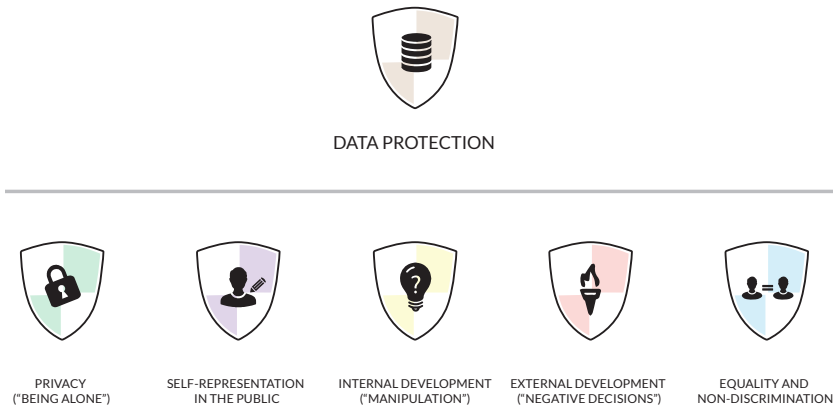 DATA PROTECTION
?
PRIVACY
("BEING ALONE")
SELF-REPRESENTATION
IN THE PUBLIC
INTERNAL DEVELOPMENT
("MANIPULATION")
EXTERNAL DEVELOPMENT
("NEGATIVE DECISIONS")
=
EQUALITY AND
NON-DISCRIMINATION